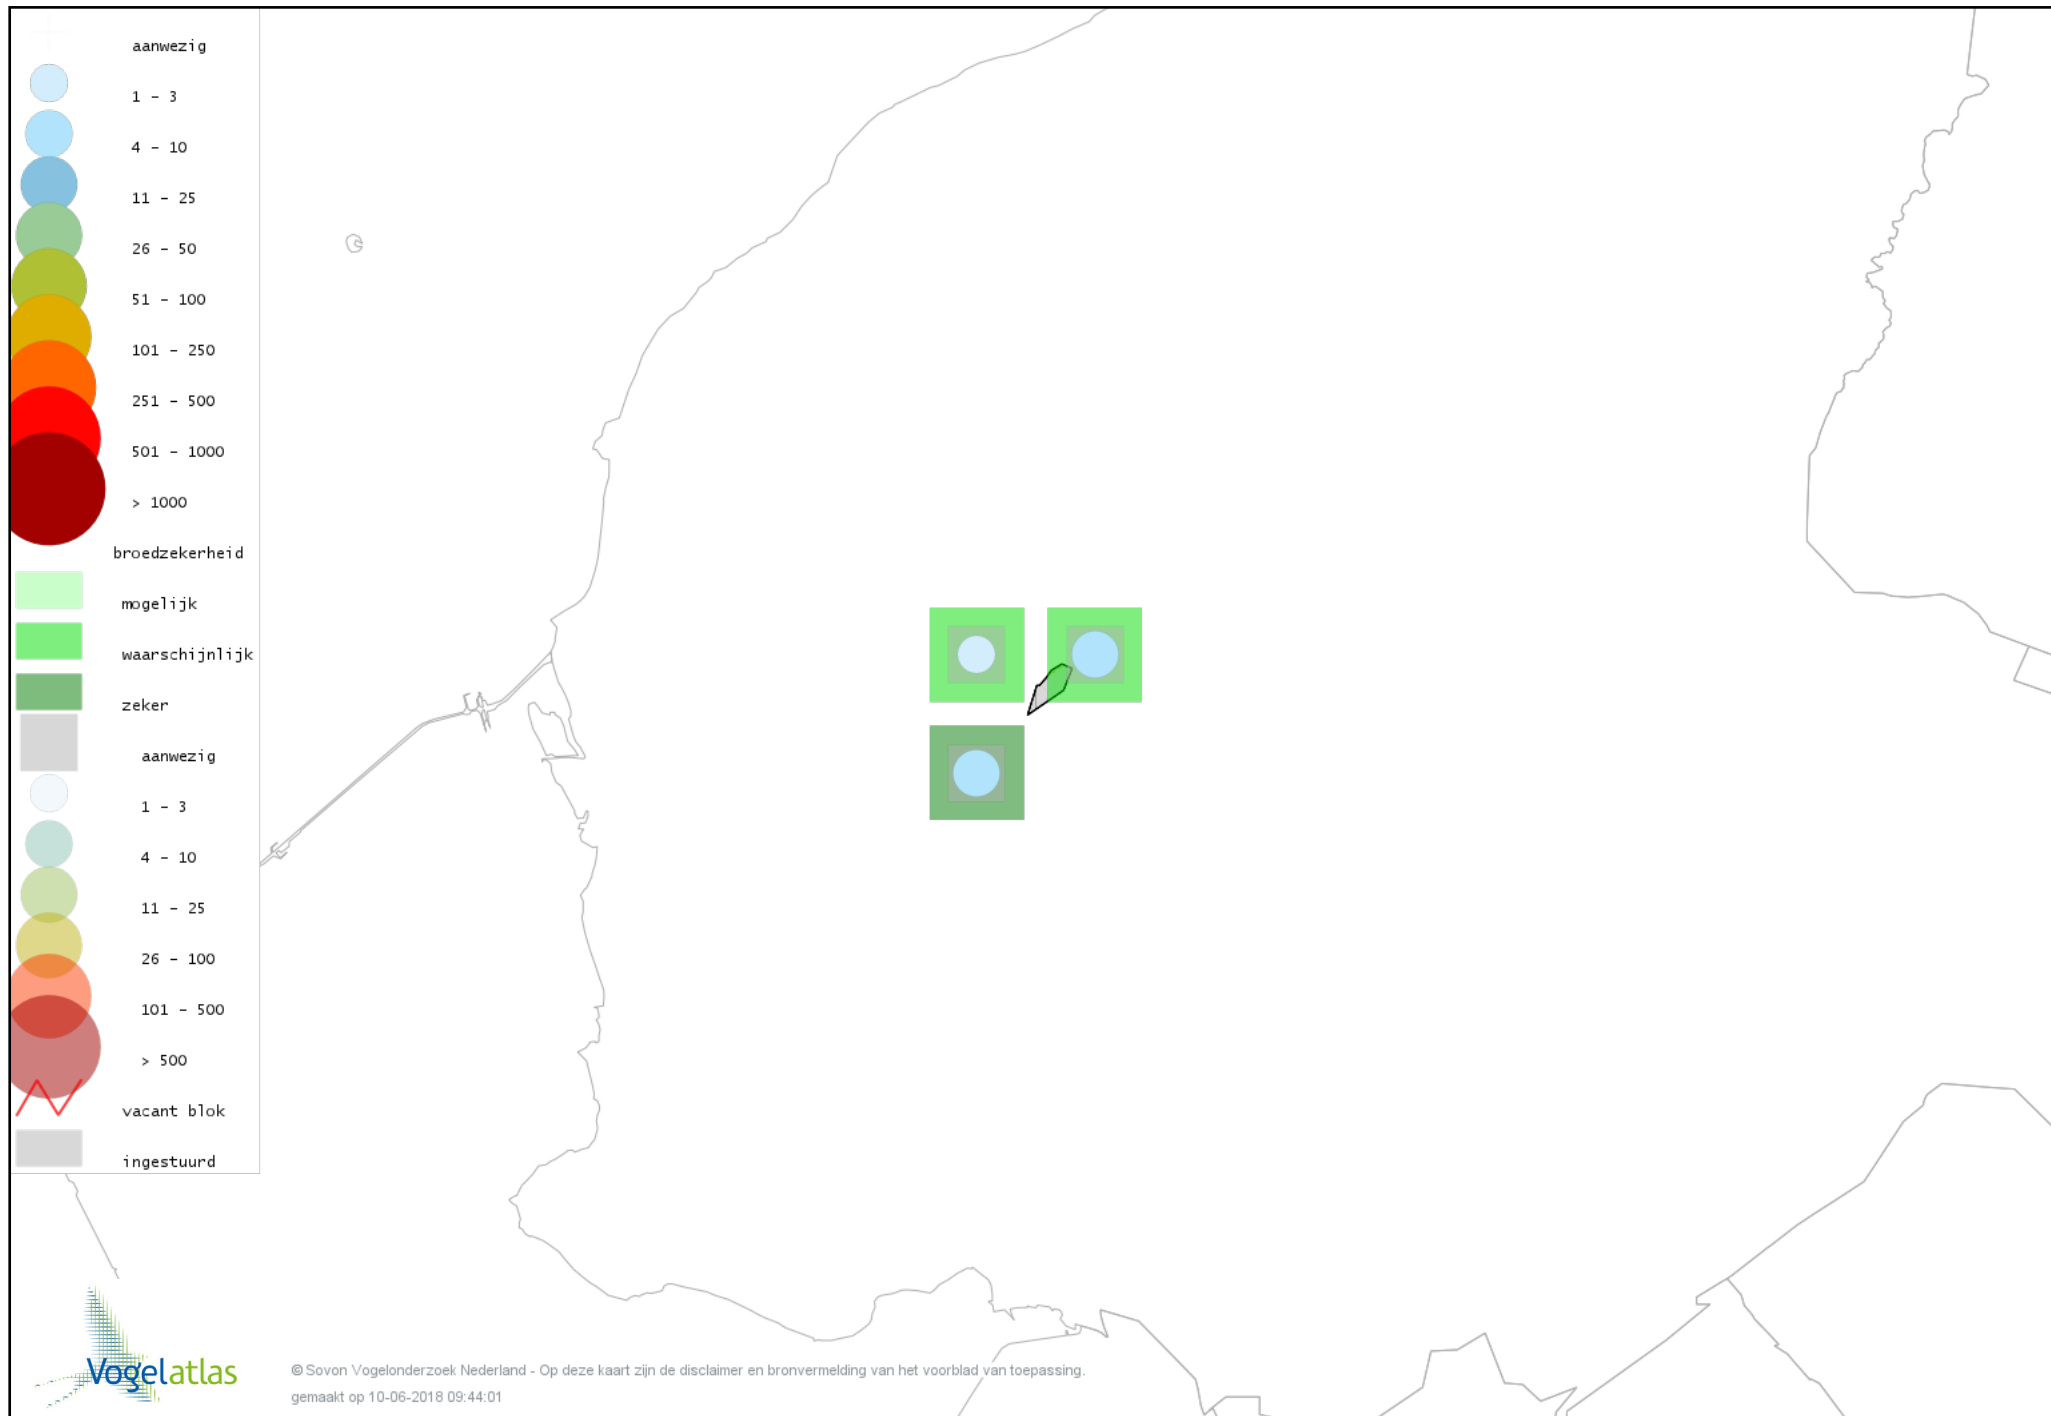 aanwezig
1 - 3
4 - 10
11 - 25
26 - 50
51 - 100
101 - 250
251 - 500
501 - 1000
> 1000
broedzekerheid
mogelijk
waarschijnlijk
zeker
aanwezig
1 - 3
4 - 10
11 - 25
26 - 100
101 - 500
> 500
vacant blok
ingestuurd
Vogelatlas
© Sovon Vogelonderzoek Nederland - Op deze kaart zijn de disclaimer en bronvermelding van het voorblad van toepassing.
gemaakt op 10-06-2018 09:44:01